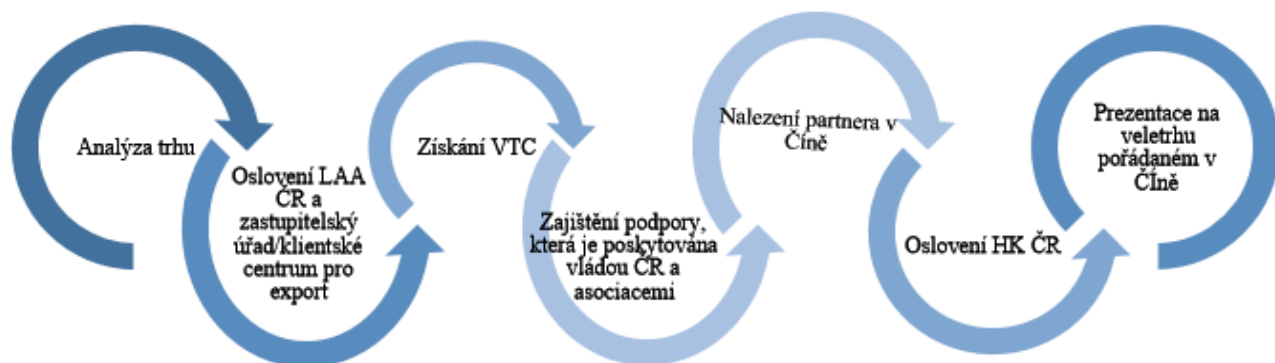 Analýza trhu
Oslovení LAA
ČR a
zastupitelský
úřad/klientské
centrum pro
export
Získání VTC
Zajištění podpory,
která je poskytována
vládou ČR a
asociacemi
Nalezení partnera v
Číně
Oslovení HK ČR
Prezentace na
veletrhu
pořádaném v
ČÍně